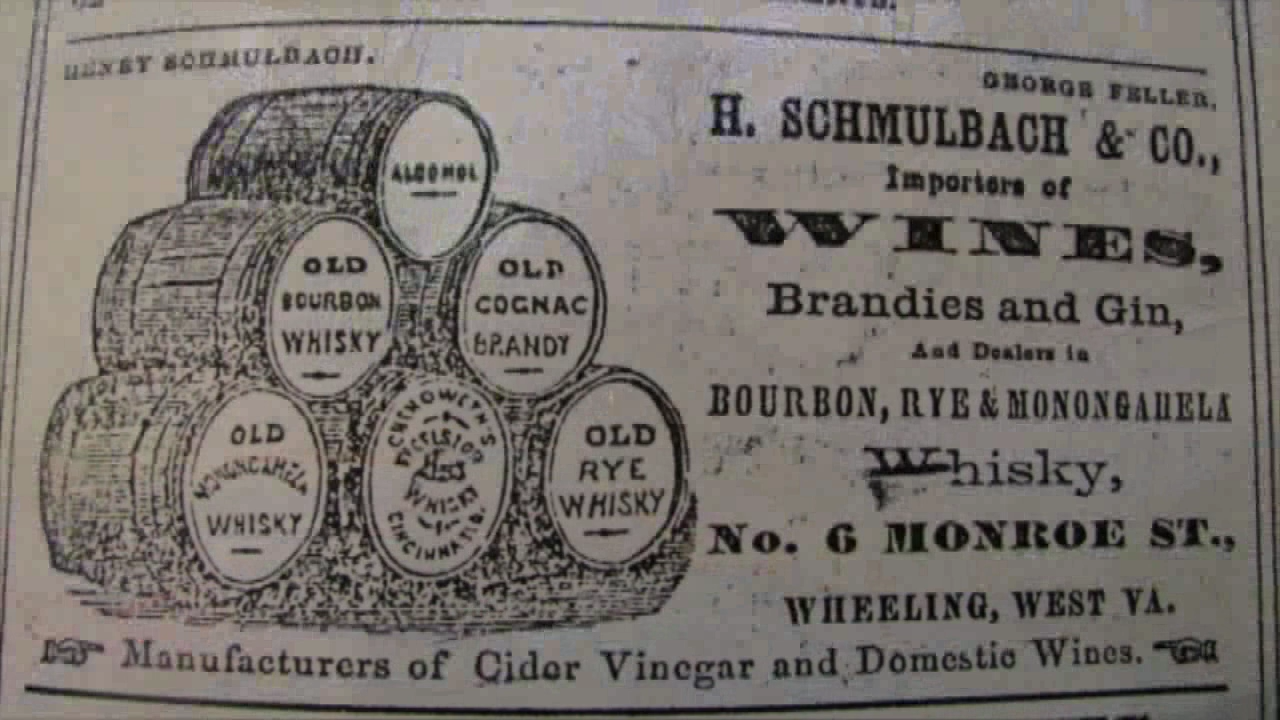 HENRY SCHMULBACH.
GEORGE FELLER.
H. SCHMULBACH & CO.,
Importers of
WINES,
Brandies and Gin,
And Dealers in
BOURBON, RYE & MONONGAHELA
Whisky,
No. 6 MONROE ST.,
WHEELING, WEST VA.
ALCOHOL
OLD
BOURBON
WHISKY
OLD
COGNAC
BRANDY
OLD
MONONGAHELA
WHISKY
CHENOWETH'S
EXCELSIOR
WHISKY
CINCINNATI O.
OLD
RYE
WHISKY
Manufacturers of Cider Vinegar and Domestic Wines.